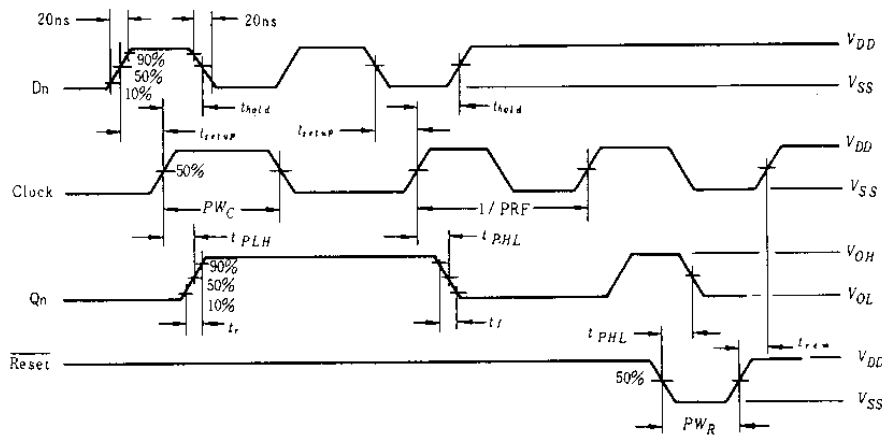 20ns 20ns
90%
50%
10%
Dn
V_DD
V_SS
t_hold t_hold
t_setup t_setup
Clock
50%
V_DD
V_SS
PW_C
1/PRF
t_PLH t_PHL
90%
50%
10%
Qn
V_OH
V_OL
t_r t_f
t_PHL
Reset
50%
V_DD
V_SS
PW_R